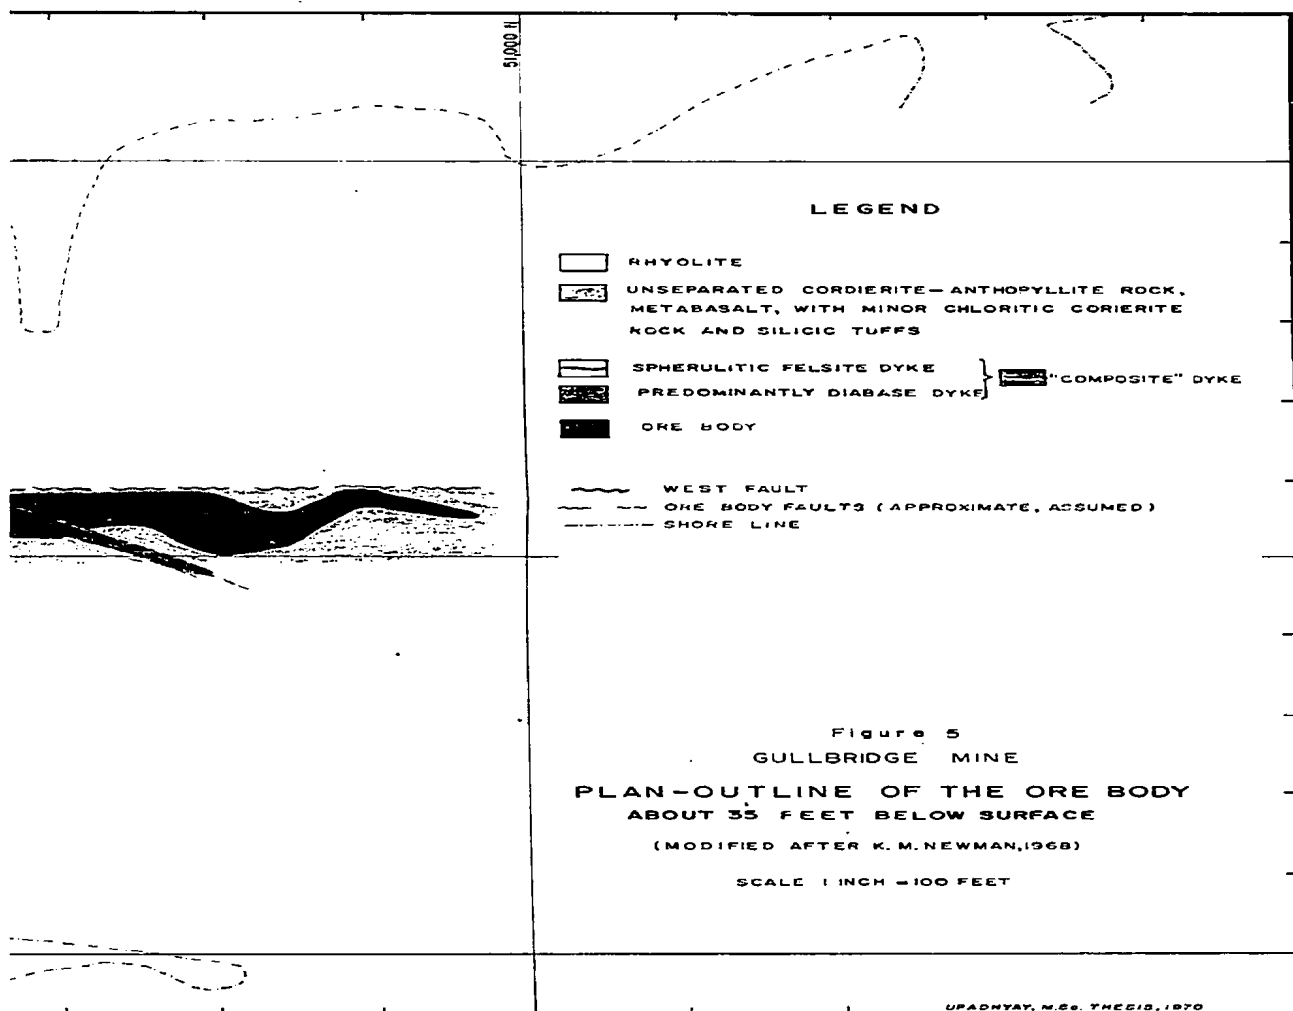 51,000 N
LEGEND
RHYOLITE
UNSEPARATED CORDIERITE—ANTHOPYLLITE ROCK,
METABASALT, WITH MINOR CHLORITIC CORIERITE
ROCK AND SILICIC TUFFS
SPHERULITIC FELSITE DYKE
"COMPOSITE" DYKE
PREDOMINANTLY DIABASE DYKE
ORE BODY
WEST FAULT
ORE BODY FAULTS (APPROXIMATE, ASSUMED)
SHORE LINE
Figure 5
GULLBRIDGE MINE
PLAN-OUTLINE OF THE ORE BODY
ABOUT 35 FEET BELOW SURFACE
(MODIFIED AFTER K. M. NEWMAN, 1968)
SCALE 1 INCH = 100 FEET
UPADHYAY, M.Sc. THESIS, 1970